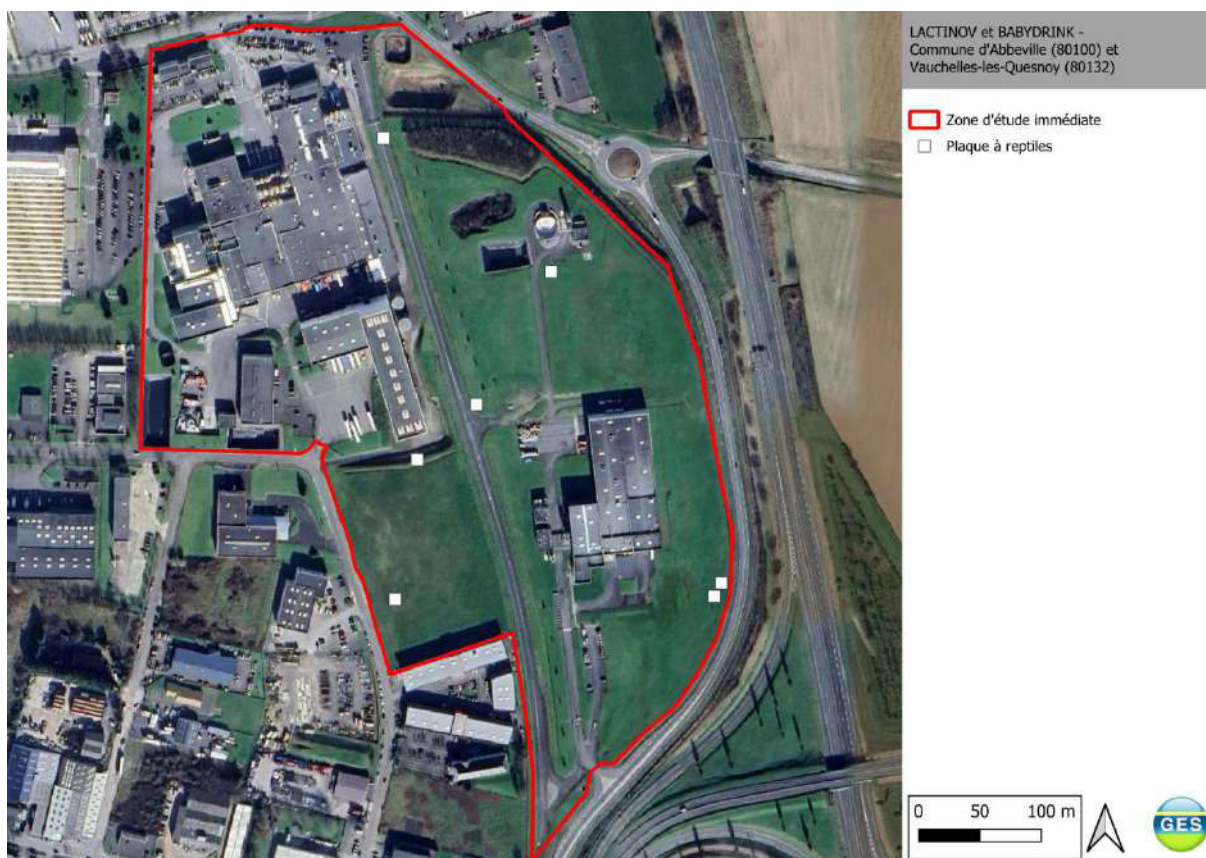 LACTINOV et BABYDRINK -
Commune d'Abbeville (80100) et
Vauchelles-les-Quesnoy (80132)
Zone d'étude immédiate
Plaque à reptiles
0 50 100 m
GES